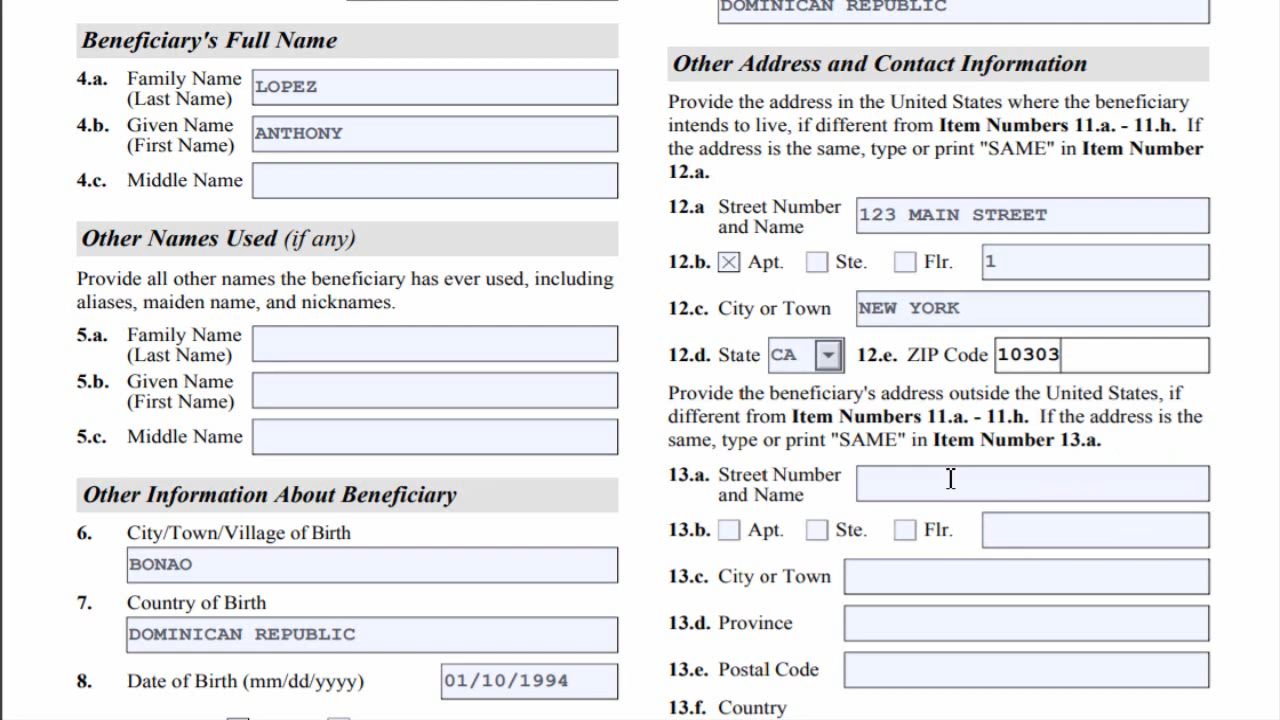 Beneficiary's Full Name
4.a. Family Name
(Last Name)
LOPEZ
4.b. Given Name
(First Name)
ANTHONY
4.c. Middle Name
Other Names Used (if any)
Provide all other names the beneficiary has ever used, including
aliases, maiden name, and nicknames.
5.a. Family Name
(Last Name)
5.b. Given Name
(First Name)
5.c. Middle Name
Other Information About Beneficiary
6. City/Town/Village of Birth
BONAO
7. Country of Birth
DOMINICAN REPUBLIC
8. Date of Birth (mm/dd/yyyy) 01/10/1994
DOMINICAN REPUBLIC
Other Address and Contact Information
Provide the address in the United States where the beneficiary
intends to live, if different from Item Numbers 11.a. - 11.h. If
the address is the same, type or print "SAME" in Item Number
12.a.
12.a Street Number
and Name
123 MAIN STREET
12.b. Apt. Ste. Flr. 1
12.c. City or Town NEW YORK
12.d. State CA 12.e. ZIP Code 10303
Provide the beneficiary's address outside the United States, if
different from Item Numbers 11.a. - 11.h. If the address is the
same, type or print "SAME" in Item Number 13.a.
13.a. Street Number
and Name
13.b. Apt. Ste. Flr.
13.c. City or Town
13.d. Province
13.e. Postal Code
13.f. Country